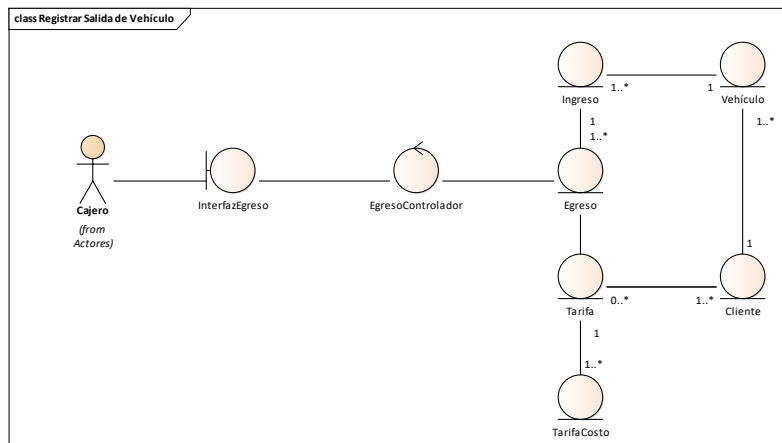 class Registrar Salida de Vehículo
Ingreso
1..*
1
Vehículo
1
1..*
1..*
Cajero
(from
Actores)
InterfazEgreso
EgresoControlador
Egreso
1
Tarifa
0..*
1..*
Cliente
1
1..*
TarifaCosto